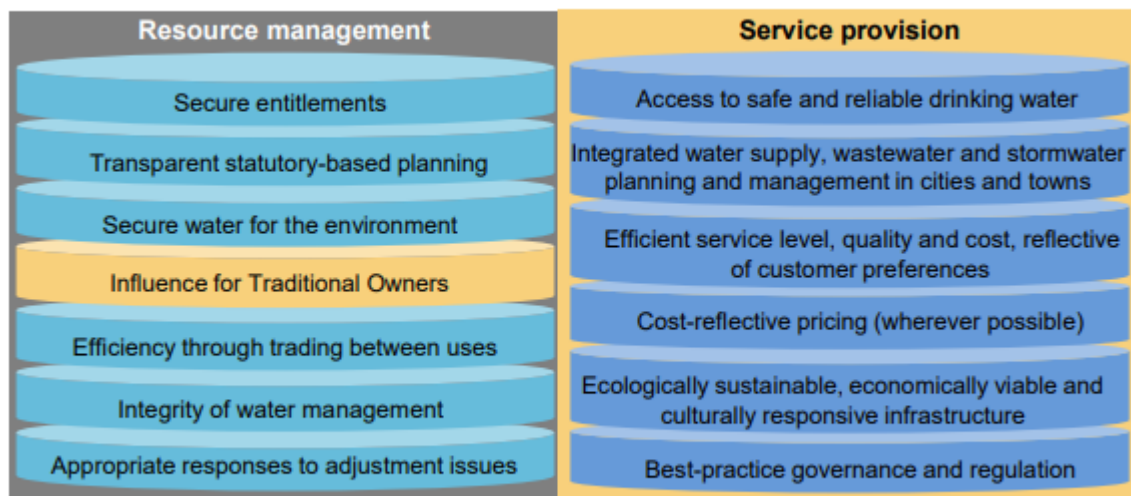 Resource management
Secure entitlements
Transparent statutory-based planning
Secure water for the environment
Influence for Traditional Owners
Efficiency through trading between uses
Integrity of water management
Appropriate responses to adjustment issues
Service provision
Access to safe and reliable drinking water
Integrated water supply, wastewater and stormwater
planning and management in cities and towns
Efficient service level, quality and cost, reflective
of customer preferences
Cost-reflective pricing (wherever possible)
Ecologically sustainable, economically viable and
culturally responsive infrastructure
Best-practice governance and regulation